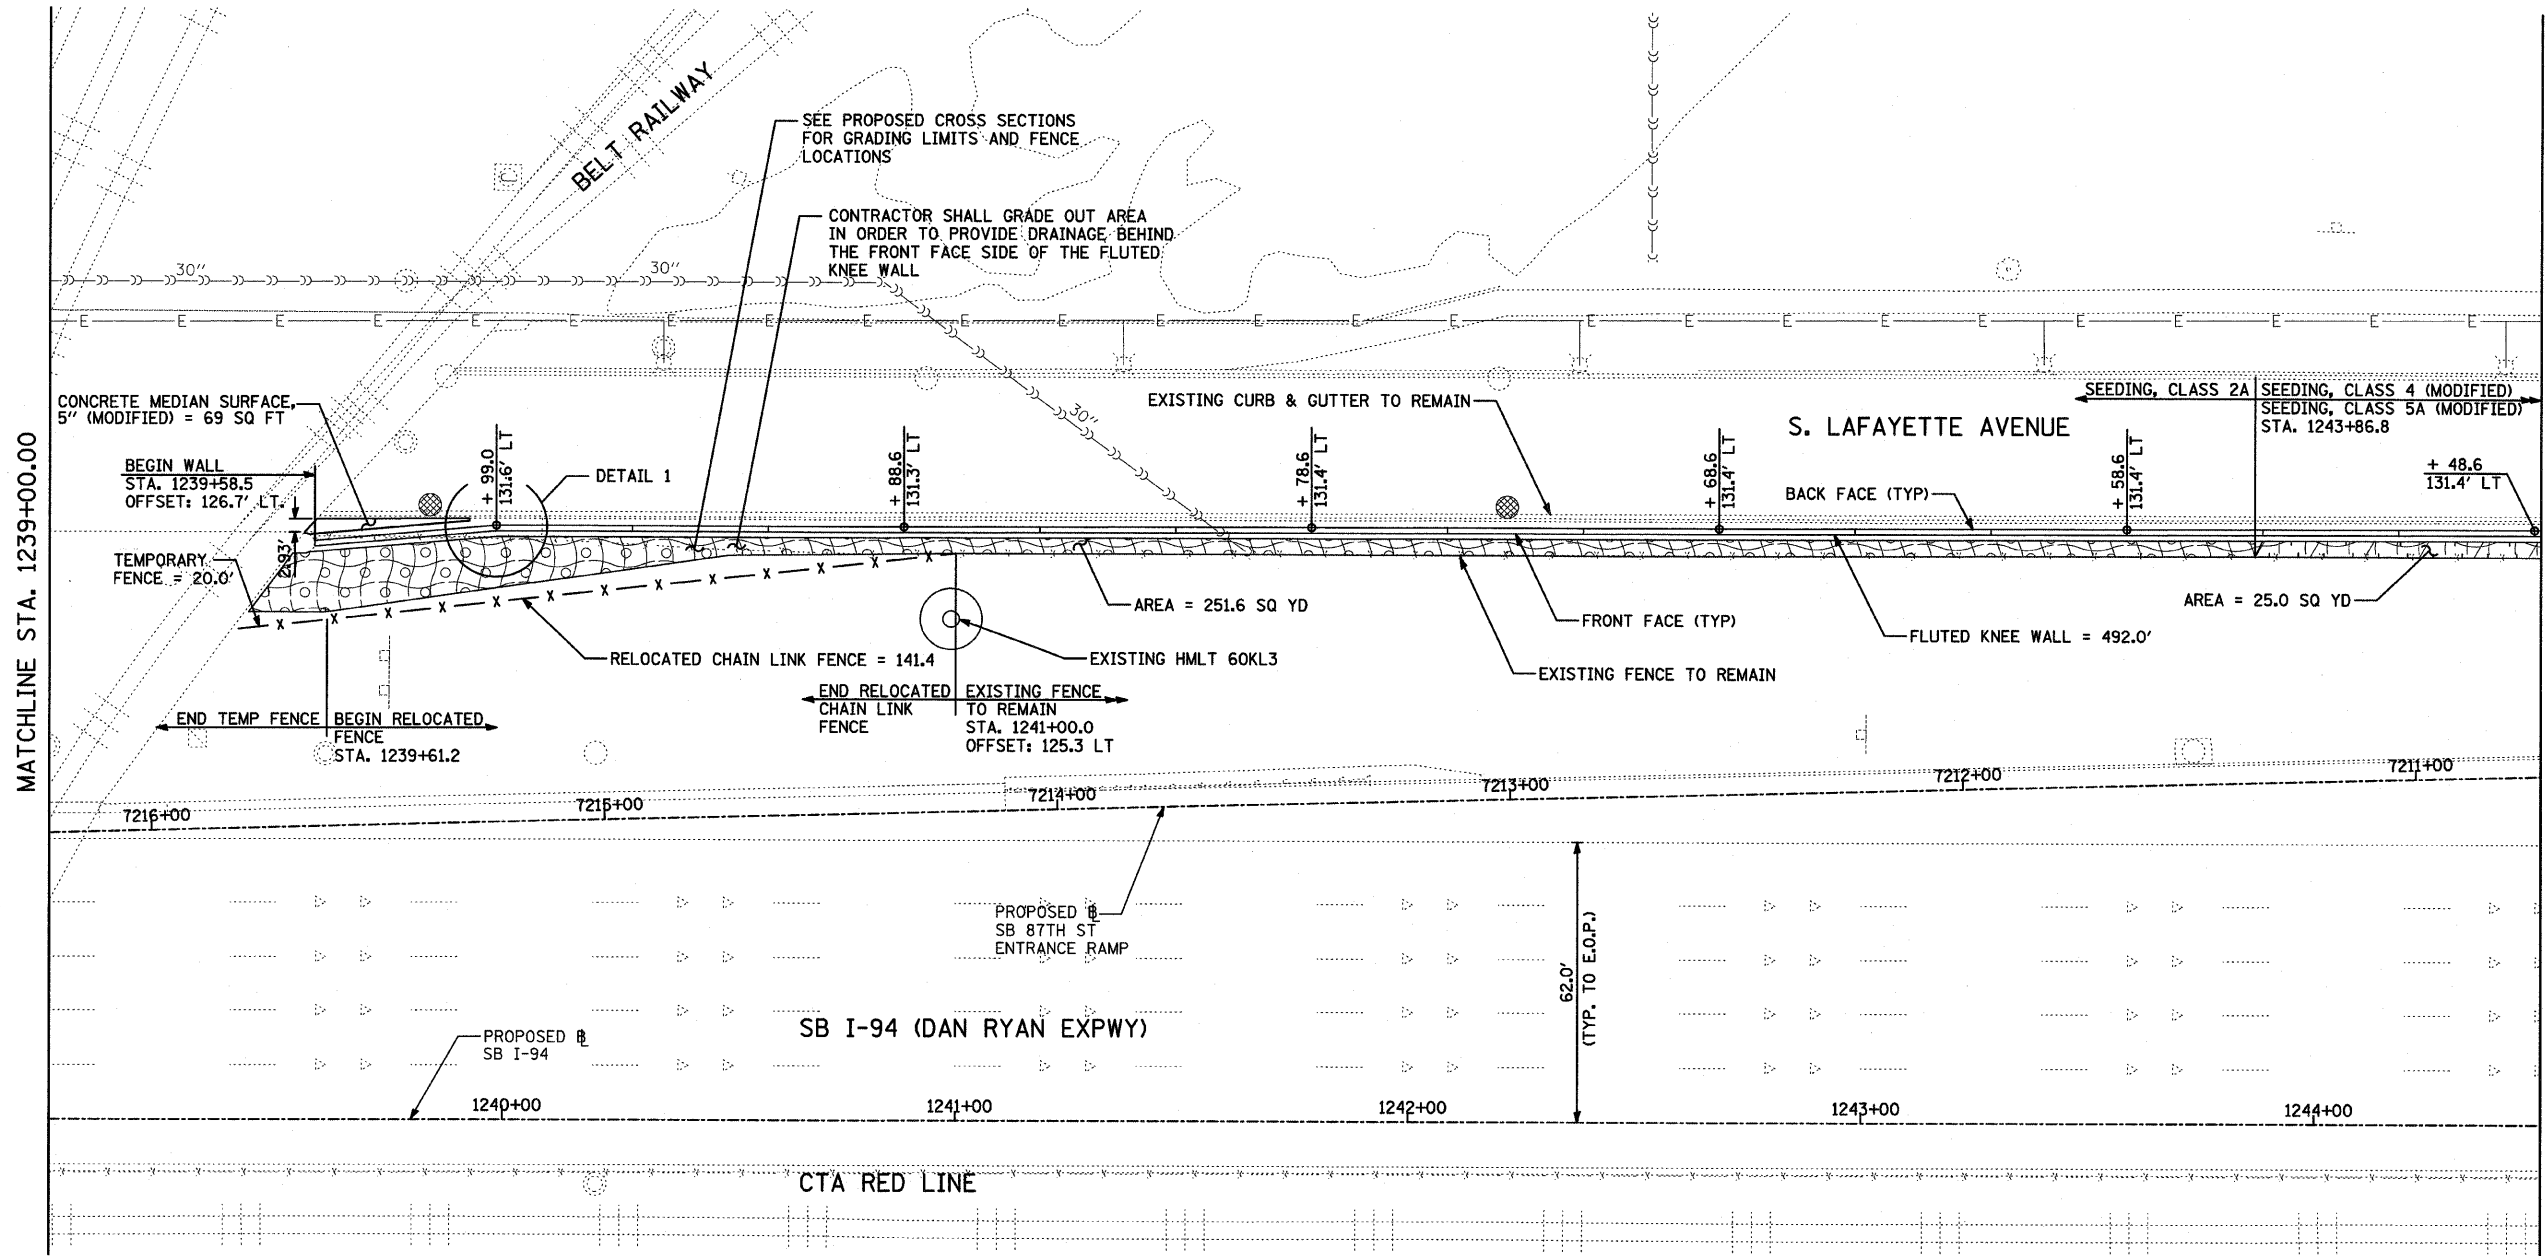 BELT RAILWAY
SEE PROPOSED CROSS SECTIONS
FOR GRADING LIMITS AND FENCE
LOCATIONS
CONTRACTOR SHALL GRADE OUT AREA
IN ORDER TO PROVIDE DRAINAGE BEHIND
THE FRONT FACE SIDE OF THE FLUTED
KNEE WALL
30''
30''
30''
E E E E E E E E E E E E E E E E E E E E E E E E E
CONCRETE MEDIAN SURFACE,
5'' (MODIFIED) = 69 SQ FT
EXISTING CURB & GUTTER TO REMAIN
SEEDING, CLASS 2A
SEEDING, CLASS 4 (MODIFIED)
SEEDING, CLASS 5A (MODIFIED)
STA. 1243+86.8
S. LAFAYETTE AVENUE
MATCHLINE STA. 1239+00.00
BEGIN WALL
STA. 1239+58.5
OFFSET: 126.7' LT.
+ 99.0
131.6' LT
DETAIL 1
+ 88.6
131.3' LT
+ 78.6
131.4' LT
+ 68.6
131.4' LT
BACK FACE (TYP)
+ 58.6
131.4' LT
+ 48.6
131.4' LT
TEMPORARY
FENCE = 20.0'
2.93'
X X X X X X X X X X X X X
AREA = 251.6 SQ YD
FRONT FACE (TYP)
AREA = 25.0 SQ YD
FLUTED KNEE WALL = 492.0'
RELOCATED CHAIN LINK FENCE = 141.4
EXISTING HMLT 60KL3
EXISTING FENCE TO REMAIN
END RELOCATED
CHAIN LINK
FENCE
EXISTING FENCE
TO REMAIN
STA. 1241+00.0
OFFSET: 125.3 LT
END TEMP FENCE
BEGIN RELOCATED
FENCE
STA. 1239+61.2
7216+00
7215+00
7214+00
7213+00
7212+00
7211+00
PROPOSED ℄
SB 87TH ST
ENTRANCE RAMP
62.0'
(TYP. TO E.O.P.)
SB I-94 (DAN RYAN EXPWY)
PROPOSED ℄
SB I-94
1240+00
1241+00
1242+00
1243+00
1244+00
CTA RED LINE